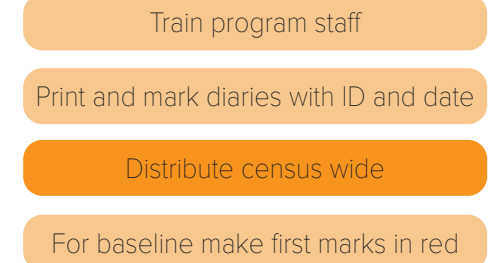 Train program staff
Print and mark diaries with ID and date
Distribute census wide
For baseline make first marks in red